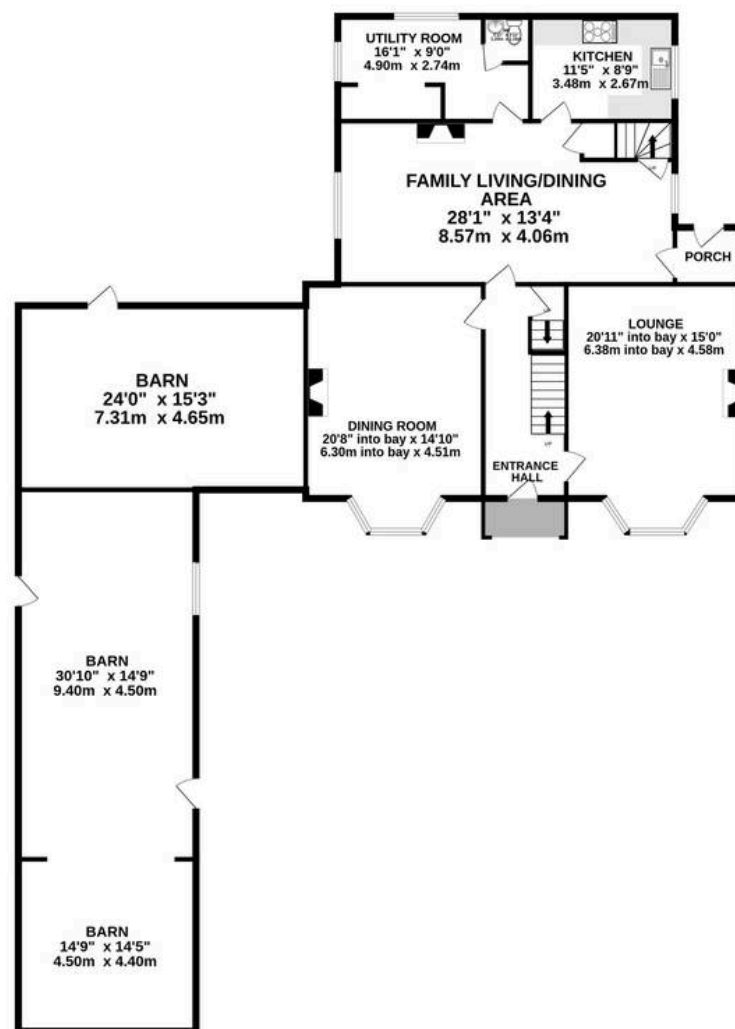 UTILITY ROOM
16'1" x 9'0"
4.90m x 2.74m
KITCHEN
11'5" x 8'9"
3.48m x 2.67m
FAMILY LIVING/DINING
AREA
28'1" x 13'4"
8.57m x 4.06m
PORCH
BARN
24'0" x 15'3"
7.31m x 4.65m
DINING ROOM
20'8" into bay x 14'10"
6.30m into bay x 4.51m
UP
ENTRANCE
HALL
LOUNGE
20'11" into bay x 15'0"
6.38m into bay x 4.58m
BARN
30'10" x 14'9"
9.40m x 4.50m
BARN
14'9" x 14'5"
4.50m x 4.40m